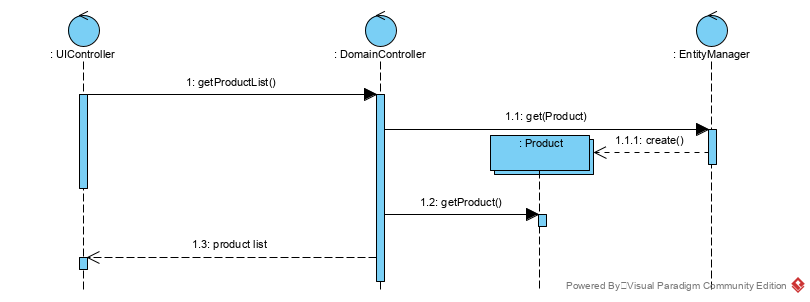 : UIController
: DomainController
: EntityManager
1: getProductList()
1.1: get(Product)
: Product
1.1.1: create()
1.2: getProduct()
1.3: product list
Powered By Visual Paradigm Community Edition